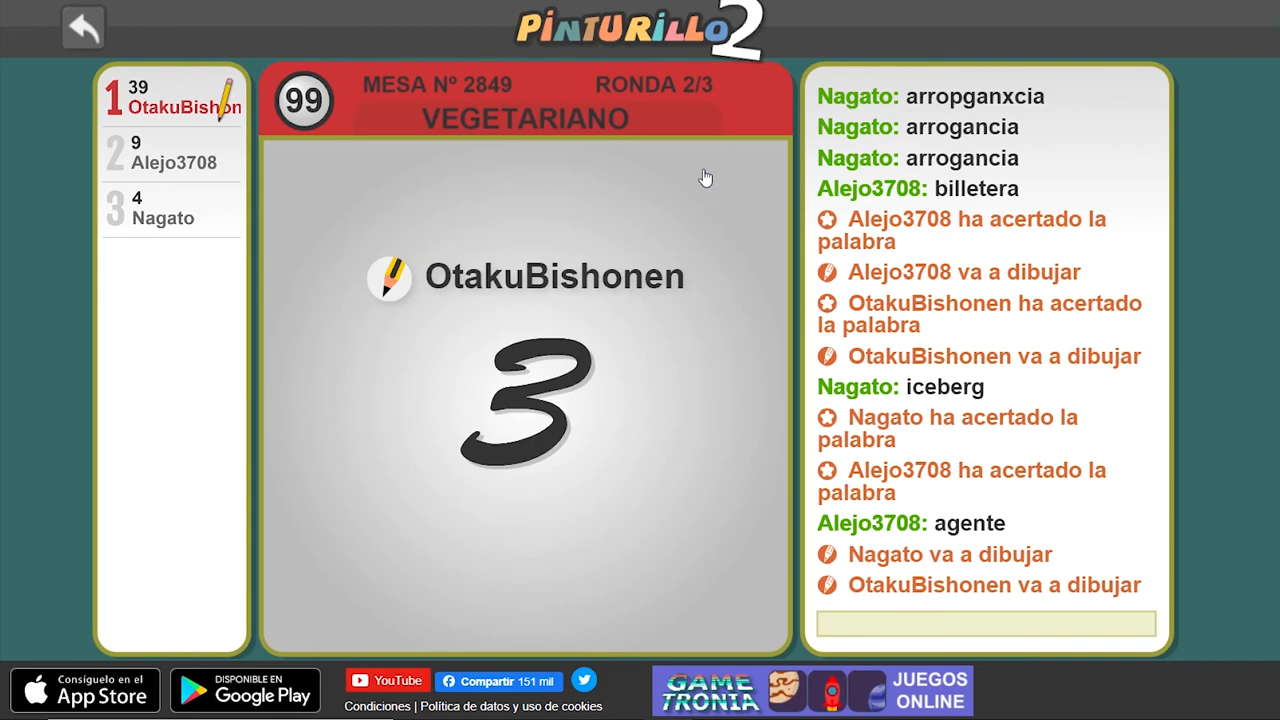 PINTURILLO 2
1 39
OtakuBishon
2 9
Alejo3708
3 4
Nagato
99
MESA Nº 2849
RONDA 2/3
VEGETARIANO
OtakuBishonen
3
Nagato: arropganxcia
Nagato: arrogancia
Nagato: arrogancia
Alejo3708: billetera
Alejo3708 ha acertado la
palabra
Alejo3708 va a dibujar
OtakuBishonen ha acertado
la palabra
OtakuBishonen va a dibujar
Nagato: iceberg
Nagato ha acertado la
palabra
Alejo3708 ha acertado la
palabra
Alejo3708: agente
Nagato va a dibujar
OtakuBishonen va a dibujar
Consíguelo en el
App Store
DISPONIBLE EN
Google Play
YouTube
Compartir 151 mil
Condiciones | Política de datos y uso de cookies
GAME
TRONIA
JUEGOS
ONLINE